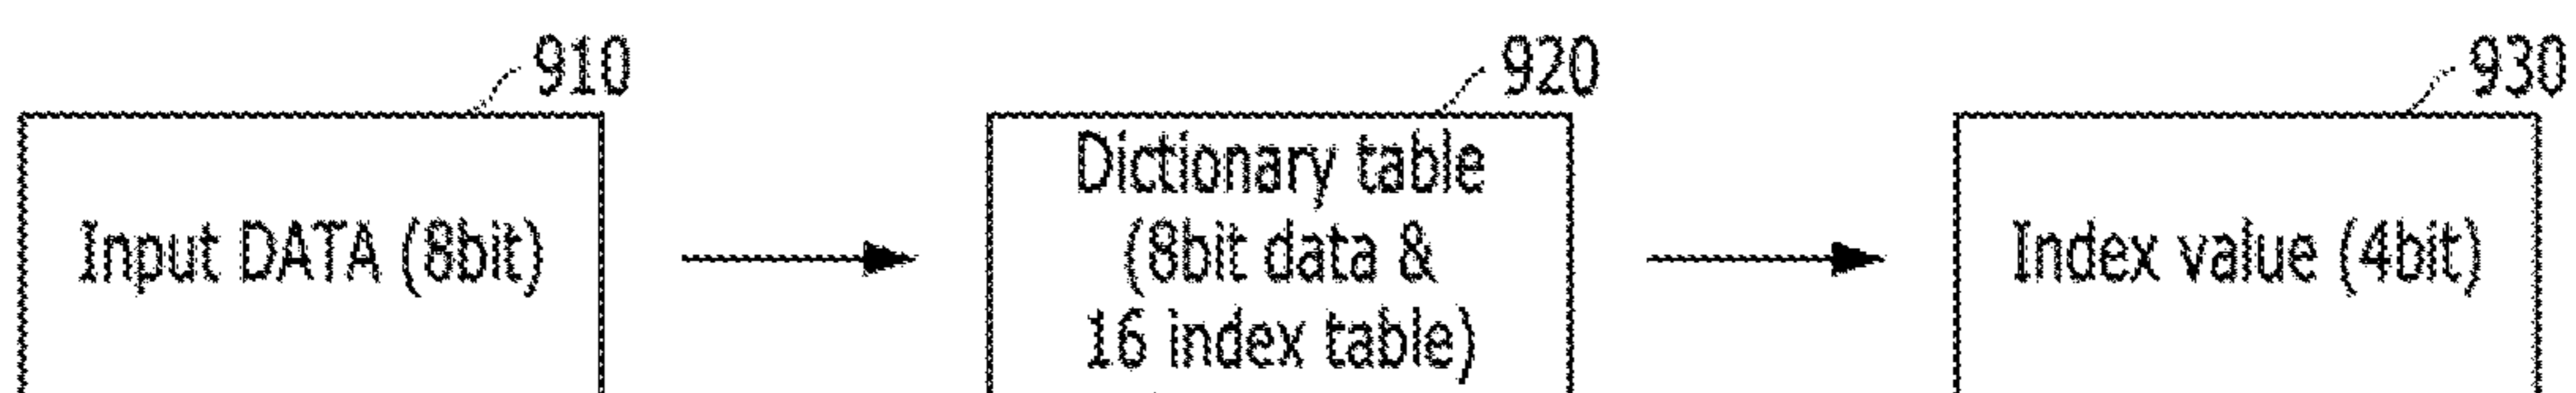 910
920
930
Input DATA (8bit)
Dictionary table
(8bit data &
16 index table)
Index value (4bit)